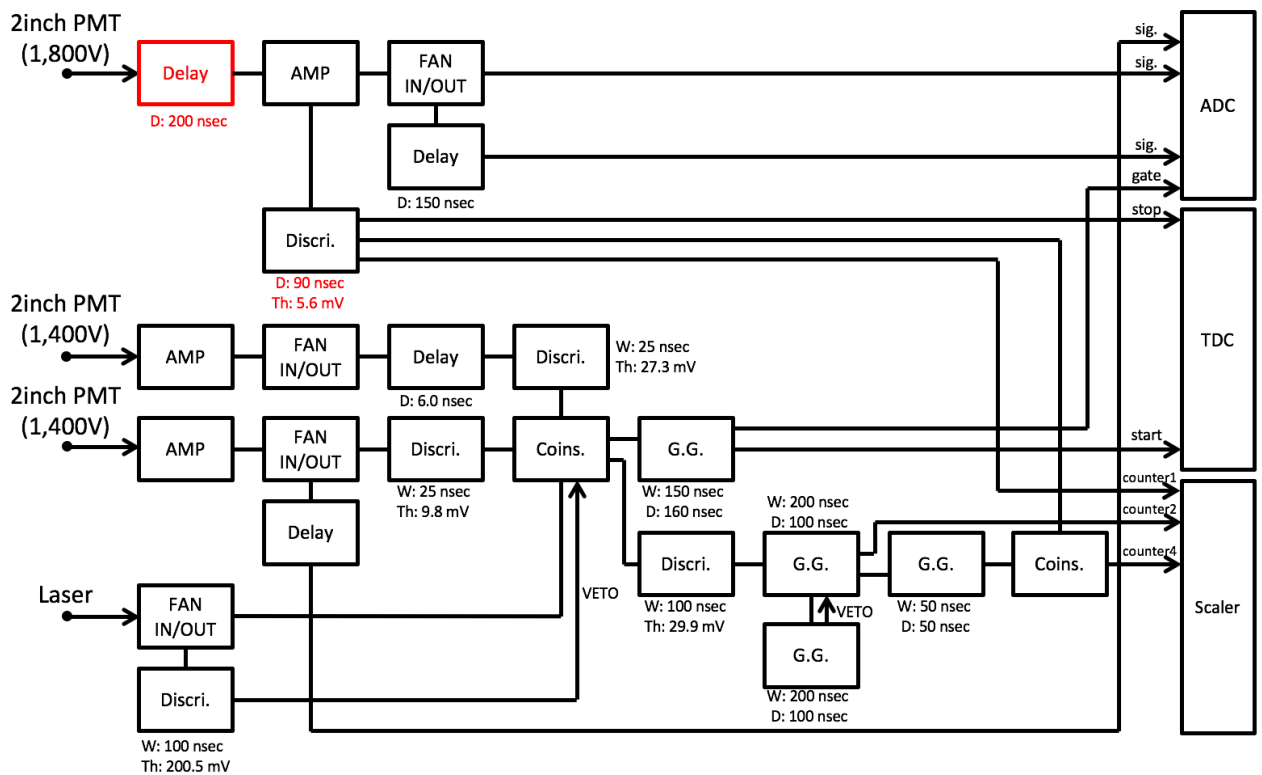 2inch PMT
(1,800V)
Delay
D: 200 nsec
AMP
FAN
IN/OUT
Delay
D: 150 nsec
sig.
sig.
sig.
gate
ADC
stop
Discri.
D: 90 nsec
Th: 5.6 mV
TDC
2inch PMT
(1,400V)
AMP
FAN
IN/OUT
Delay
D: 6.0 nsec
Discri.
W: 25 nsec
Th: 27.3 mV
2inch PMT
(1,400V)
AMP
FAN
IN/OUT
Discri.
W: 25 nsec
Th: 9.8 mV
Coins.
G.G.
W: 150 nsec
D: 160 nsec
start
Delay
counter1
counter2
counter4
Discri.
W: 100 nsec
Th: 29.9 mV
W: 200 nsec
D: 100 nsec
G.G.
VETO
G.G.
W: 200 nsec
D: 100 nsec
G.G.
W: 50 nsec
D: 50 nsec
Coins.
Scaler
Laser
FAN
IN/OUT
VETO
Discri.
W: 100 nsec
Th: 200.5 mV